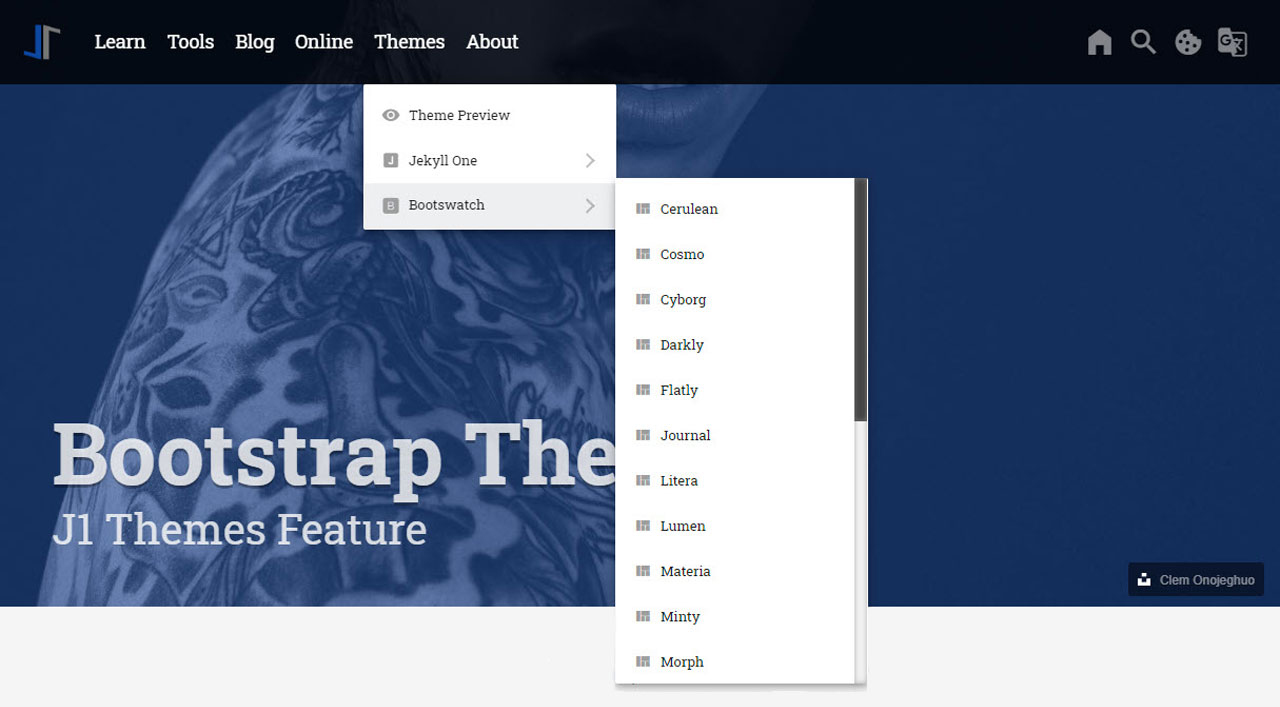 Learn Tools Blog Online Themes About
Theme Preview
J Jekyll One
B Bootswatch
Cerulean
Cosmo
Cyborg
Darkly
Flatly
Journal
Litera
Lumen
Materia
Minty
Morph
Bootstrap The
J1 Themes Feature
Clem Onojeghuo